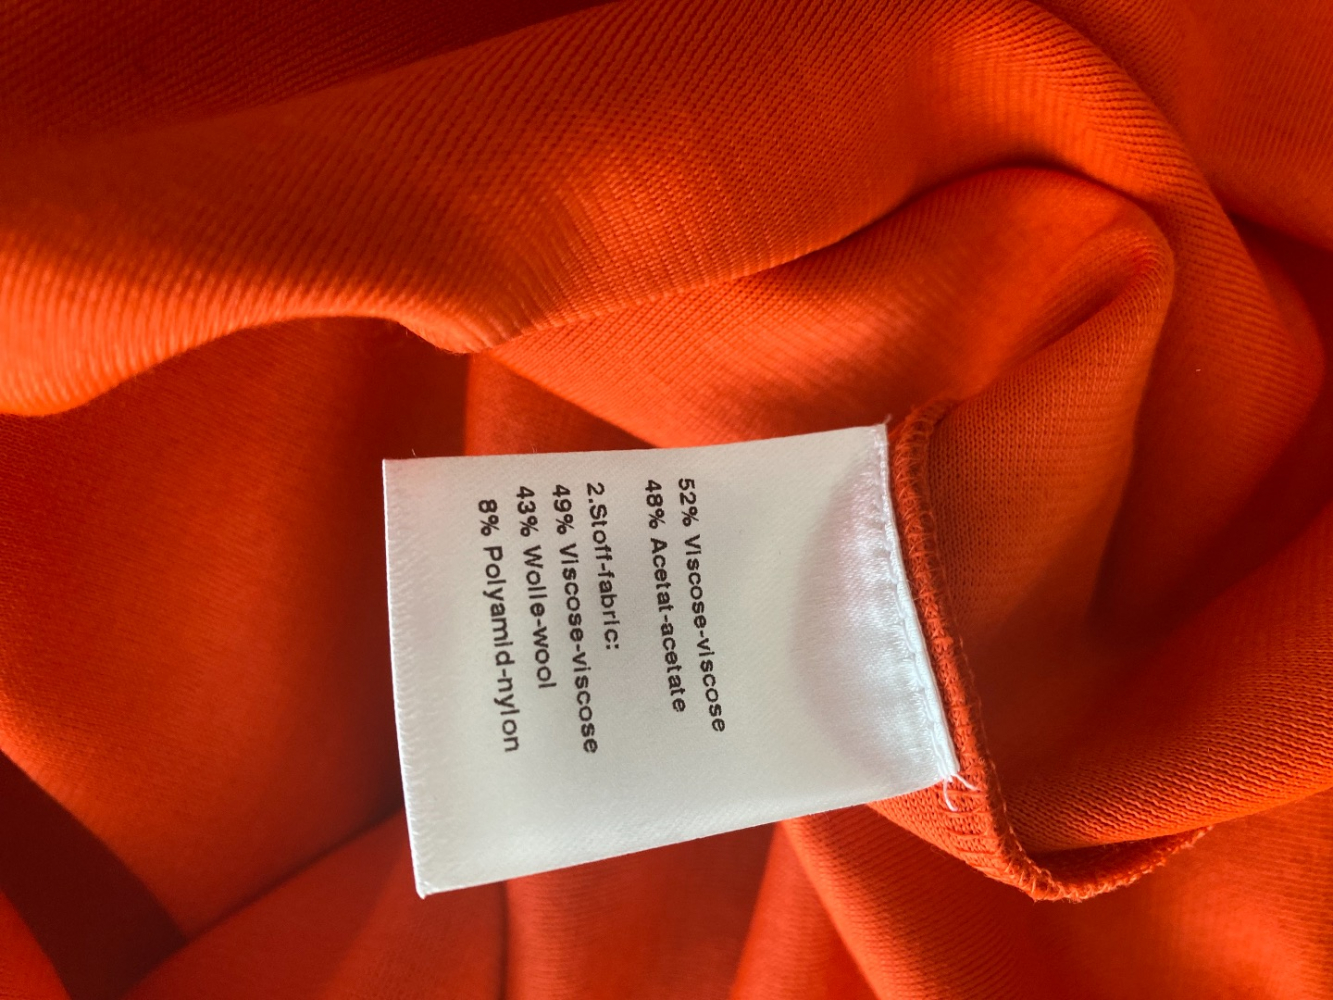 52% Viscose-viscose
48% Acetat-acetate
2.Stoff-fabric:
49% Viscose-viscose
43% Wolle-wool
8% Polyamid-nylon